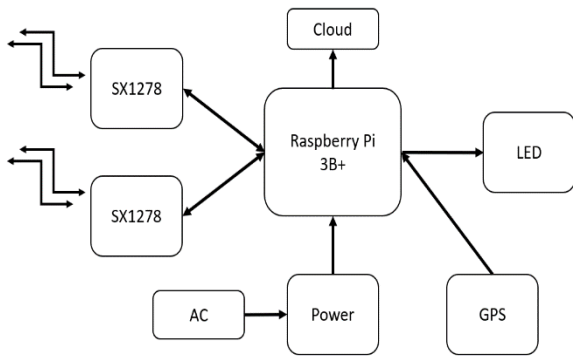 Cloud
SX1278
Raspberry Pi
3B+
LED
SX1278
AC
Power
GPS